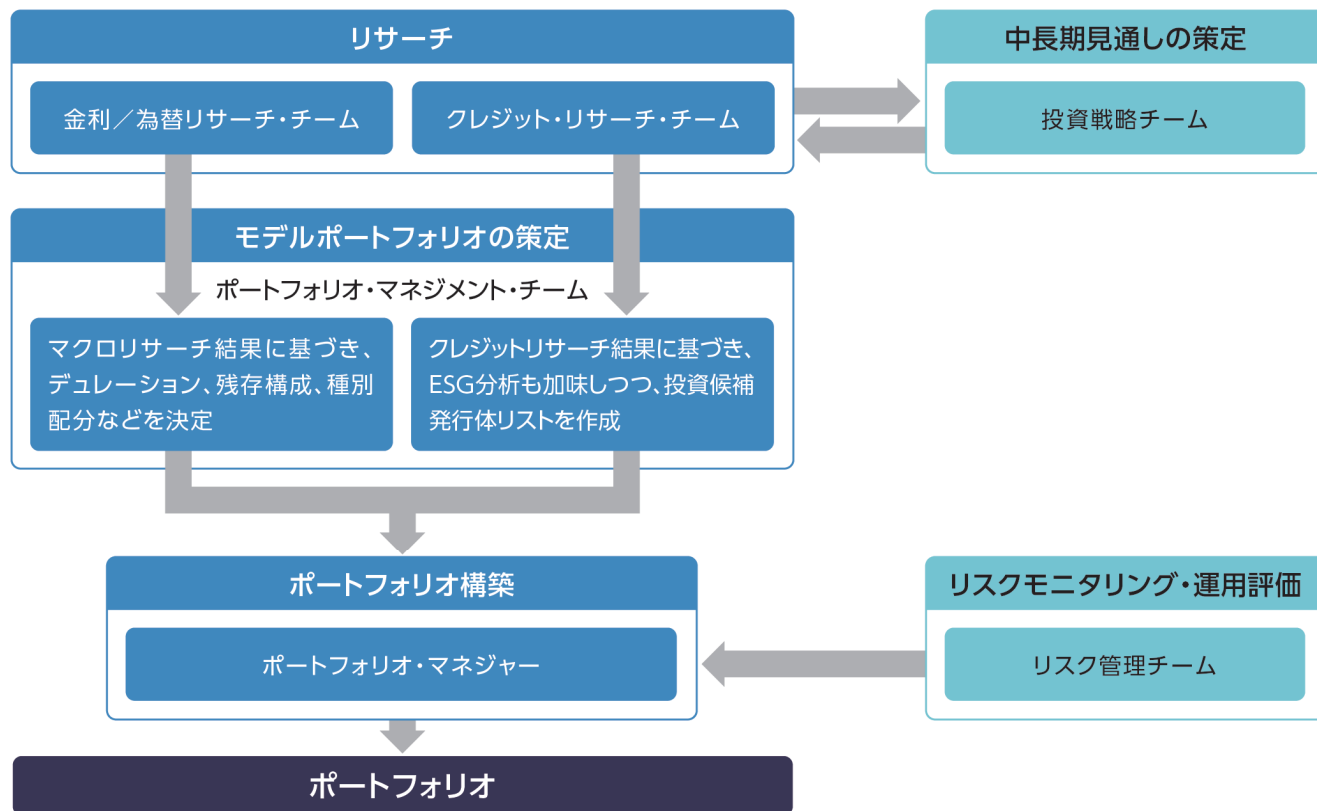 リサーチ
金利／為替リサーチ・チーム
クレジット・リサーチ・チーム
中長期見通しの策定
投資戦略チーム
モデルポートフォリオの策定
ポートフォリオ・マネジメント・チーム
マクロリサーチ結果に基づき、
デュレーション、残存構成、種別
配分などを決定
クレジットリサーチ結果に基づき、
ESG分析も加味しつつ、投資候補
発行体リストを作成
ポートフォリオ構築
ポートフォリオ・マネジャー
リスクモニタリング・運用評価
リスク管理チーム
ポートフォリオ